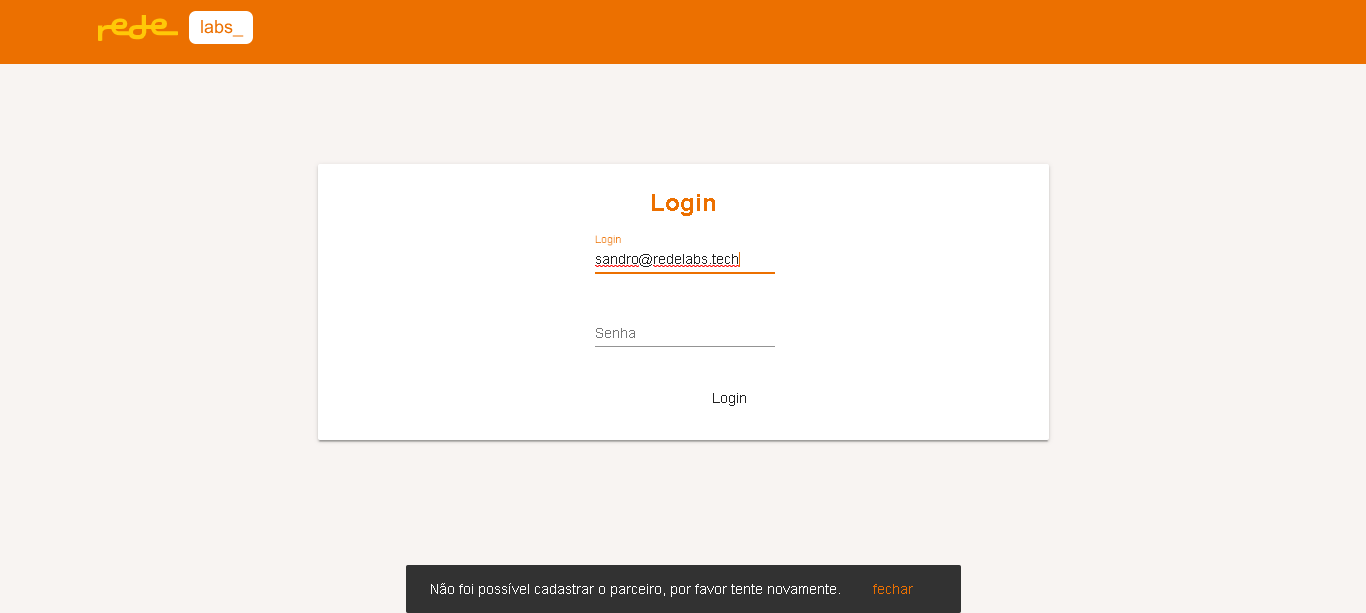 rede labs_
Login
Login
sandro@redelabs.tech
Senha
Login
Não foi possível cadastrar o parceiro, por favor tente novamente. fechar